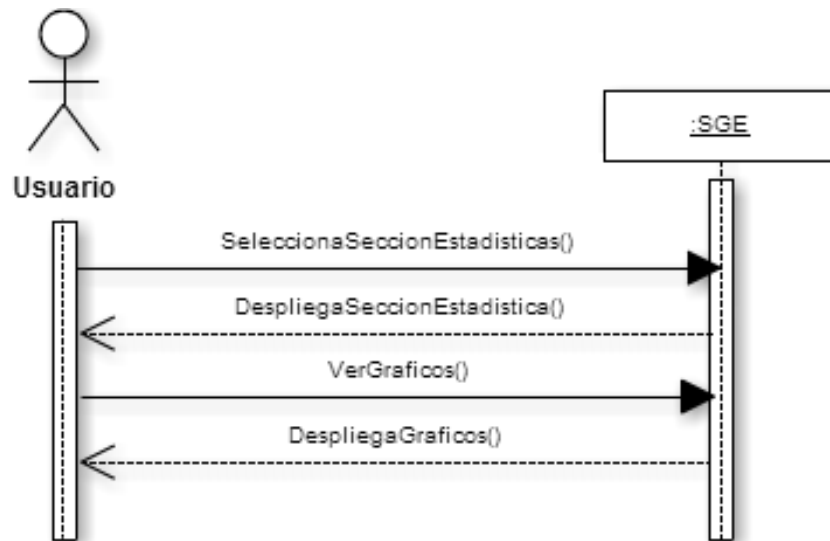 :SGE
Usuario
SeleccionaSeccionEstadisticas()
DespliegaSeccionEstadistica()
VerGraficos()
DespliegaGraficos()